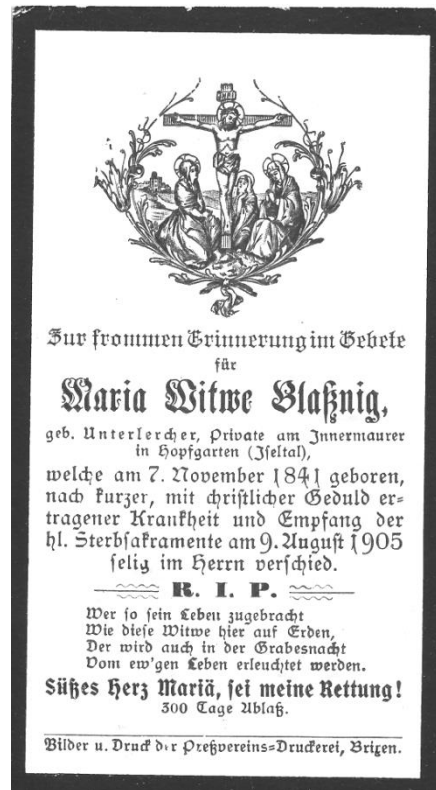 Zur frommen Erinnerung im Gebete
für
Maria Witwe Blaßnig,
geb. Unterlercher, Private am Innermaurer
in Hopfgarten (Iseltal),
welche am 7. November 1841 geboren,
nach kurzer, mit christlicher Geduld er-
tragener Krankheit und Empfang der
hl. Sterbsakramente am 9. August 1905
selig im Herrn verschied.
R. I. P.
Wer so sein Leben zugebracht
Wie diese Witwe hier auf Erden,
Der wird auch in der Grabesnacht
Vom ew'gen Leben erleuchtet werden.
Süßes Herz Mariä, sei meine Rettung!
300 Tage Ablaß.
Bilder u. Druck der Preßvereins-Druckerei, Brixen.